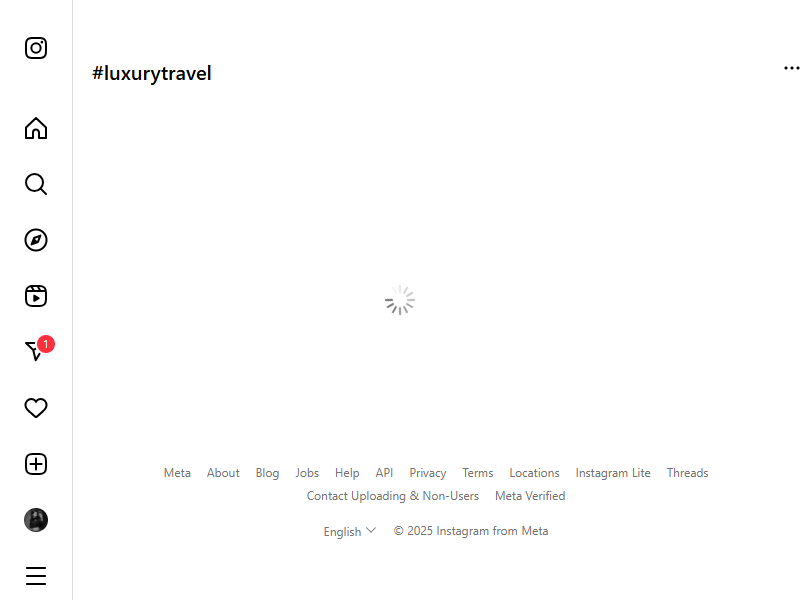 #luxurytravel
1
Meta About Blog Jobs Help API Privacy Terms Locations Instagram Lite Threads
Contact Uploading & Non-Users Meta Verified
English © 2025 Instagram from Meta